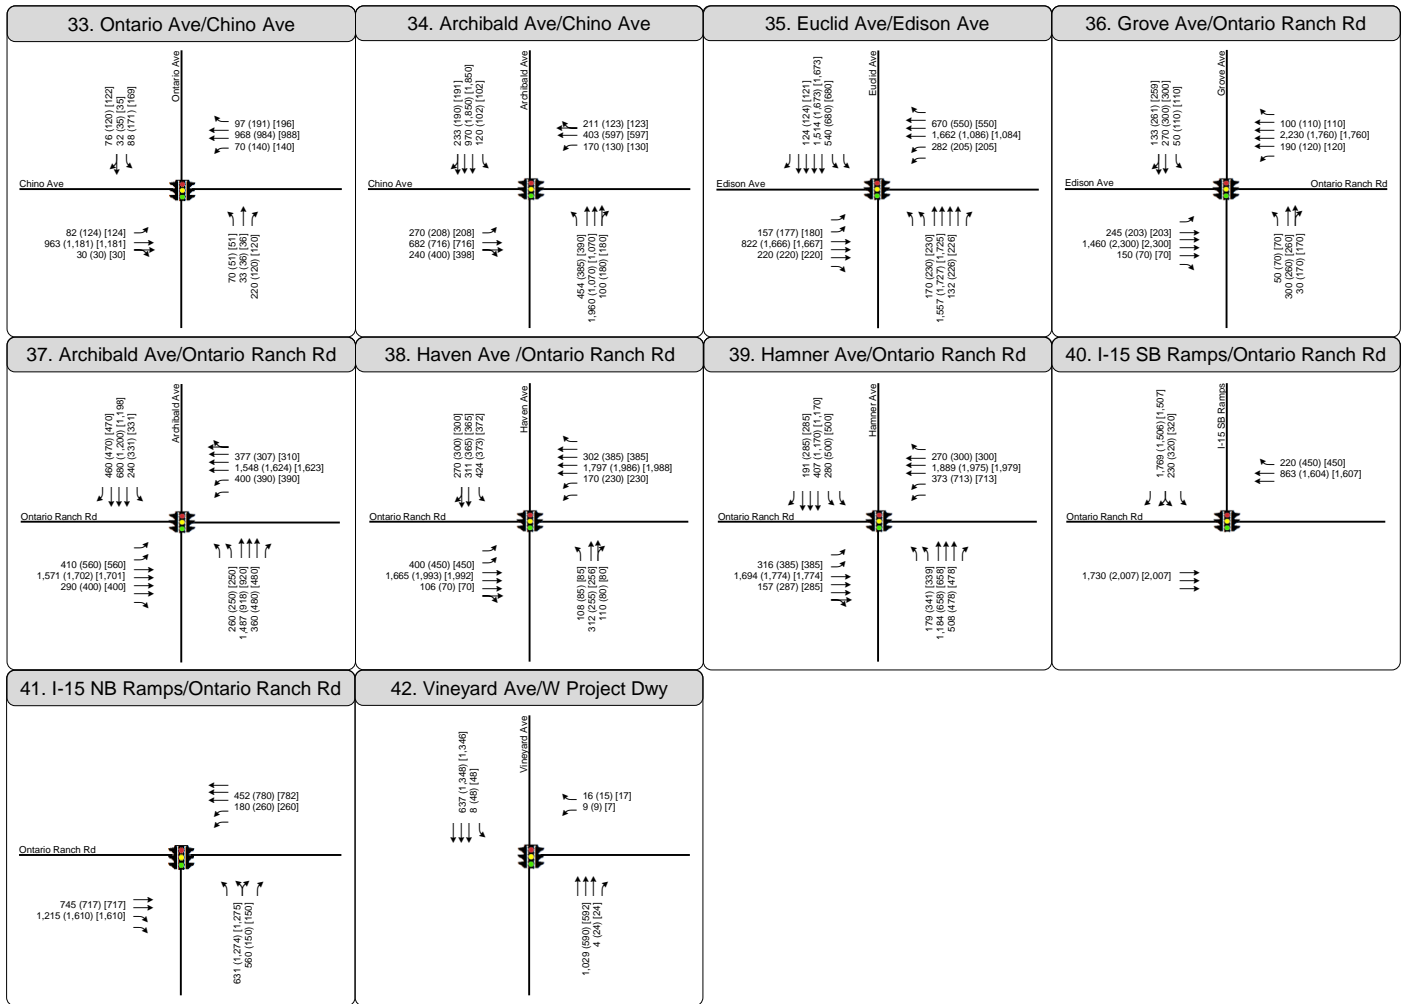 33. Ontario Ave/Chino Ave
Ontario Ave
76 (120) [122]
32 (35) [35]
88 (171) [169]
97 (191) [196]
968 (984) [988]
70 (140) [140]
Chino Ave
82 (124) [124]
963 (1,181) [1,181]
30 (30) [30]
70 (51) [51]
33 (36) [36]
220 (120) [120]
34. Archibald Ave/Chino Ave
Archibald Ave
233 (190) [191]
970 (1,850) [1,850]
120 (102) [102]
211 (123) [123]
403 (597) [597]
170 (130) [130]
Chino Ave
270 (208) [208]
682 (716) [716]
240 (400) [398]
454 (385) [390]
1,960 (1,070) [1,070]
100 (180) [180]
35. Euclid Ave/Edison Ave
Euclid Ave
124 (124) [121]
1,514 (1,673) [1,673]
540 (680) [680]
670 (550) [550]
1,662 (1,086) [1,084]
282 (205) [205]
Edison Ave
157 (177) [180]
822 (1,666) [1,667]
220 (220) [220]
170 (230) [230]
1,557 (1,727) [1,725]
132 (226) [226]
36. Grove Ave/Ontario Ranch Rd
Grove Ave
133 (261) [259]
270 (300) [300]
50 (110) [110]
100 (110) [110]
2,230 (1,760) [1,760]
190 (120) [120]
Edison Ave
Ontario Ranch Rd
245 (203) [203]
1,460 (2,300) [2,300]
150 (70) [70]
50 (70) [70]
300 (260) [260]
30 (170) [170]
37. Archibald Ave/Ontario Ranch Rd
Archibald Ave
460 (470) [470]
680 (1,200) [1,198]
240 (331) [331]
377 (307) [310]
1,548 (1,624) [1,623]
400 (390) [390]
Ontario Ranch Rd
410 (560) [560]
1,571 (1,702) [1,701]
290 (400) [400]
260 (250) [250]
1,487 (918) [920]
360 (480) [480]
38. Haven Ave /Ontario Ranch Rd
Haven Ave
270 (300) [300]
311 (365) [365]
424 (373) [372]
302 (385) [385]
1,797 (1,986) [1,988]
170 (230) [230]
Ontario Ranch Rd
400 (450) [450]
1,665 (1,993) [1,992]
106 (70) [70]
108 (85) [85]
312 (255) [256]
110 (80) [80]
39. Hamner Ave/Ontario Ranch Rd
Hamner Ave
191 (285) [285]
407 (1,170) [1,170]
280 (500) [500]
270 (300) [300]
1,889 (1,975) [1,979]
373 (713) [713]
Ontario Ranch Rd
316 (385) [385]
1,694 (1,774) [1,774]
157 (287) [285]
179 (341) [339]
1,184 (658) [658]
508 (478) [478]
40. I-15 SB Ramps/Ontario Ranch Rd
I-15 SB Ramps
1,769 (1,506) [1,507]
230 (320) [320]
220 (450) [450]
863 (1,604) [1,607]
Ontario Ranch Rd
1,730 (2,007) [2,007]
41. I-15 NB Ramps/Ontario Ranch Rd
452 (780) [782]
180 (260) [260]
Ontario Ranch Rd
745 (717) [717]
1,215 (1,610) [1,610]
631 (1,274) [1,275]
560 (150) [150]
42. Vineyard Ave/W Project Dwy
Vineyard Ave
637 (1,348) [1,346]
8 (48) [48]
16 (15) [17]
9 (9) [7]
1,029 (590) [592]
4 (24) [24]